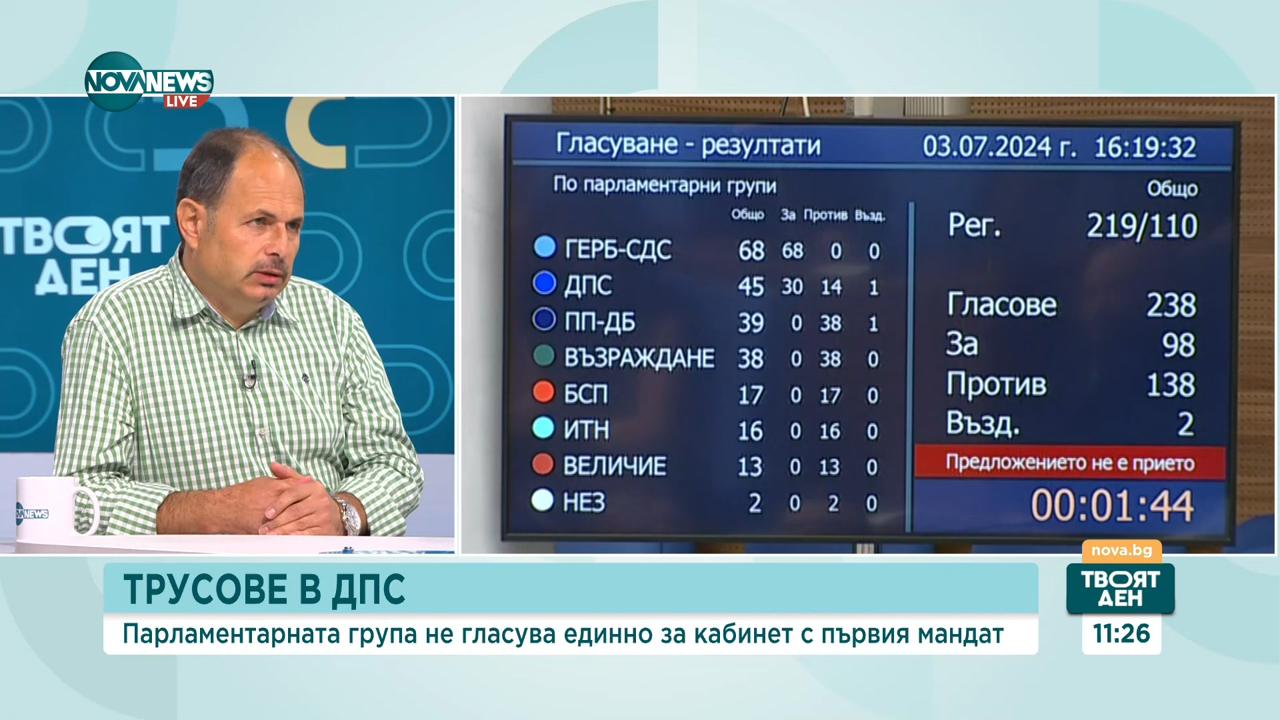 NOVANEWS
LIVE
ТВОЯТ
ДЕН
NEWS
Гласуване - резултати 03.07.2024 г. 16:19:32
По парламентарни групи Общо
Общо За Против Възд.
ГЕРБ-СДС 68 68 0 0
ДПС 45 30 14 1
ПП-ДБ 39 0 38 1
ВЪЗРАЖДАНЕ 38 0 38 0
БСП 17 0 17 0
ИТН 16 0 16 0
ВЕЛИЧИЕ 13 0 13 0
НЕЗ 2 0 2 0
Рег. 219/110
Гласове 238
За 98
Против 138
Възд. 2
Предложението не е прието
00:01:44
ТРУСОВЕ В ДПС
Парламентарната група не гласува единно за кабинет с първия мандат
nova.bg
ТВОЯТ
ДЕН
11:26